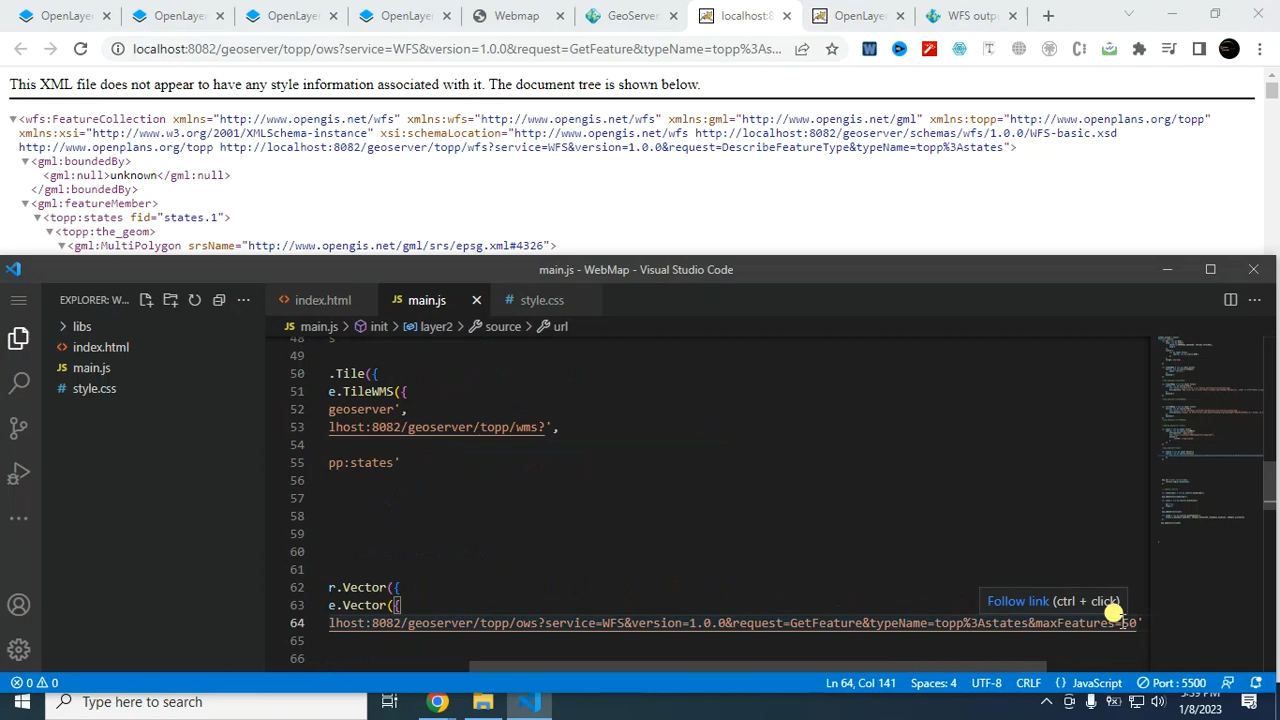 OpenLayer
OpenLayer
OpenLayer
OpenLayer
Webmap
GeoServer
localhost:8
OpenLayer
WFS outp
localhost:8082/geoserver/topp/ows?service=WFS&version=1.0.0&request=GetFeature&typeName=topp%3As...
This XML file does not appear to have any style information associated with it. The document tree is shown below.
▼<wfs:FeatureCollection xmlns="http://www.opengis.net/wfs" xmlns:wfs="http://www.opengis.net/wfs" xmlns:gml="http://www.opengis.net/gml" xmlns:topp="http://www.openplans.org/topp"
xmlns:xsi="http://www.w3.org/2001/XMLSchema-instance" xsi:schemaLocation="http://www.opengis.net/wfs http://localhost:8082/geoserver/schemas/wfs/1.0.0/WFS-basic.xsd
http://www.openplans.org/topp http://localhost:8082/geoserver/topp/wfs?service=WFS&version=1.0.0&request=DescribeFeatureType&typeName=topp%3Astates">
▼<gml:boundedBy>
<gml:null>unknown</gml:null>
</gml:boundedBy>
▼<gml:featureMember>
▼<topp:states fid="states.1">
▼<topp:the_geom>
▼<gml:MultiPolygon srsName="http://www.opengis.net/gml/srs/epsg.xml#4326">
main.js - WebMap - Visual Studio Code
EXPLORER: W...
index.html
main.js
style.css
libs
index.html
main.js
style.css
main.js > init > layer2 > source > url
48 s
49
50 .Tile({
51 e.TileWMS({
52 geoserver',
53 lhost:8082/geoserver/topp/wms?',
54
55 pp:states'
56
57
58
59
60
61
62 r.Vector({
63 e.Vector({
Follow link (ctrl + click)
64 lhost:8082/geoserver/topp/ows?service=WFS&version=1.0.0&request=GetFeature&typeName=topp%3Astates&maxFeatures=50'
65
66
0 0
Ln 64, Col 141
Spaces: 4
UTF-8
CRLF
{} JavaScript
Port : 5500
Type here to search
5:39 PM
1/8/2023